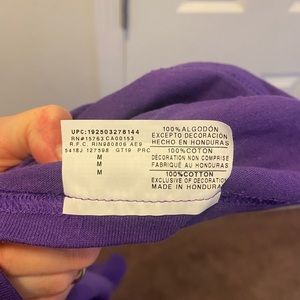 UPC:192503276144
RN#15763 CA00153
R.F.C. RIN980806 AE9
5418J 127598 GT19 PRC
M
M
M
100%ALGODÓN
EXCEPTO DECORACIÓN
HECHO EN HONDURAS
100%COTON
DÉCORATION NON COMPRISE
FABRIQUÉ AU HONDURAS
100%COTTON
EXCLUSIVE OF DECORATION
MADE IN HONDURAS